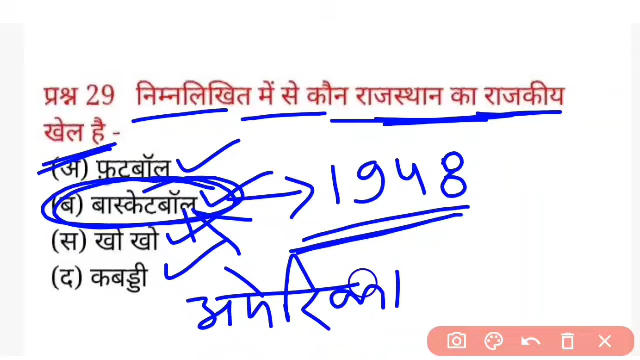 प्रश्न 29 निम्नलिखित में से कौन राजस्थान का राजकीय
खेल है -
(अ) फ़टबॉल
(ब) बास्केटबॉल 1948
(स) खो खो
(द) कबड्डी
अमेरिका